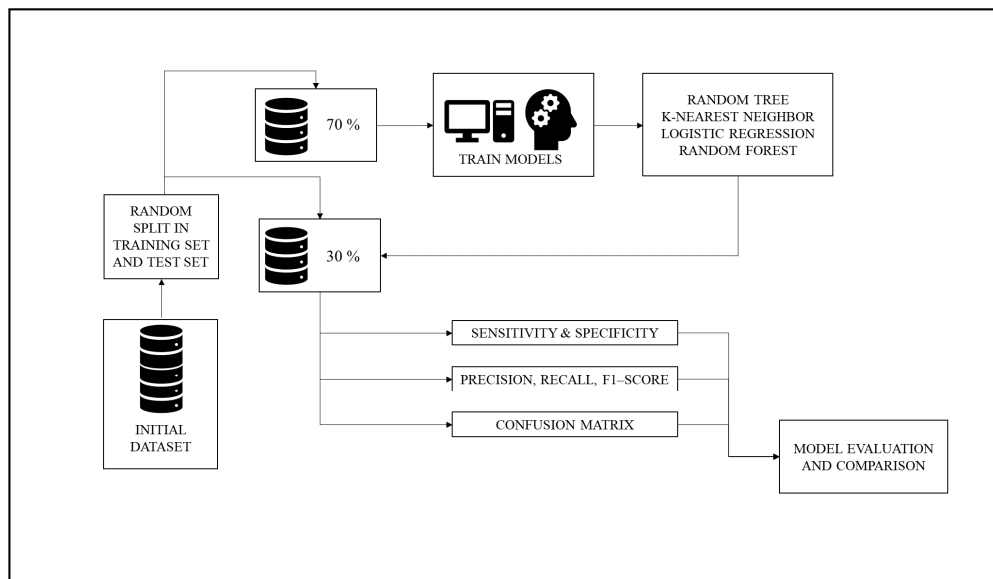 70 %
TRAIN MODELS
RANDOM TREE
K-NEAREST NEIGHBOR
LOGISTIC REGRESSION
RANDOM FOREST
RANDOM
SPLIT IN
TRAINING SET
AND TEST SET
30 %
INITIAL
DATASET
SENSITIVITY & SPECIFICITY
PRECISION, RECALL, F1–SCORE
CONFUSION MATRIX
MODEL EVALUATION
AND COMPARISON